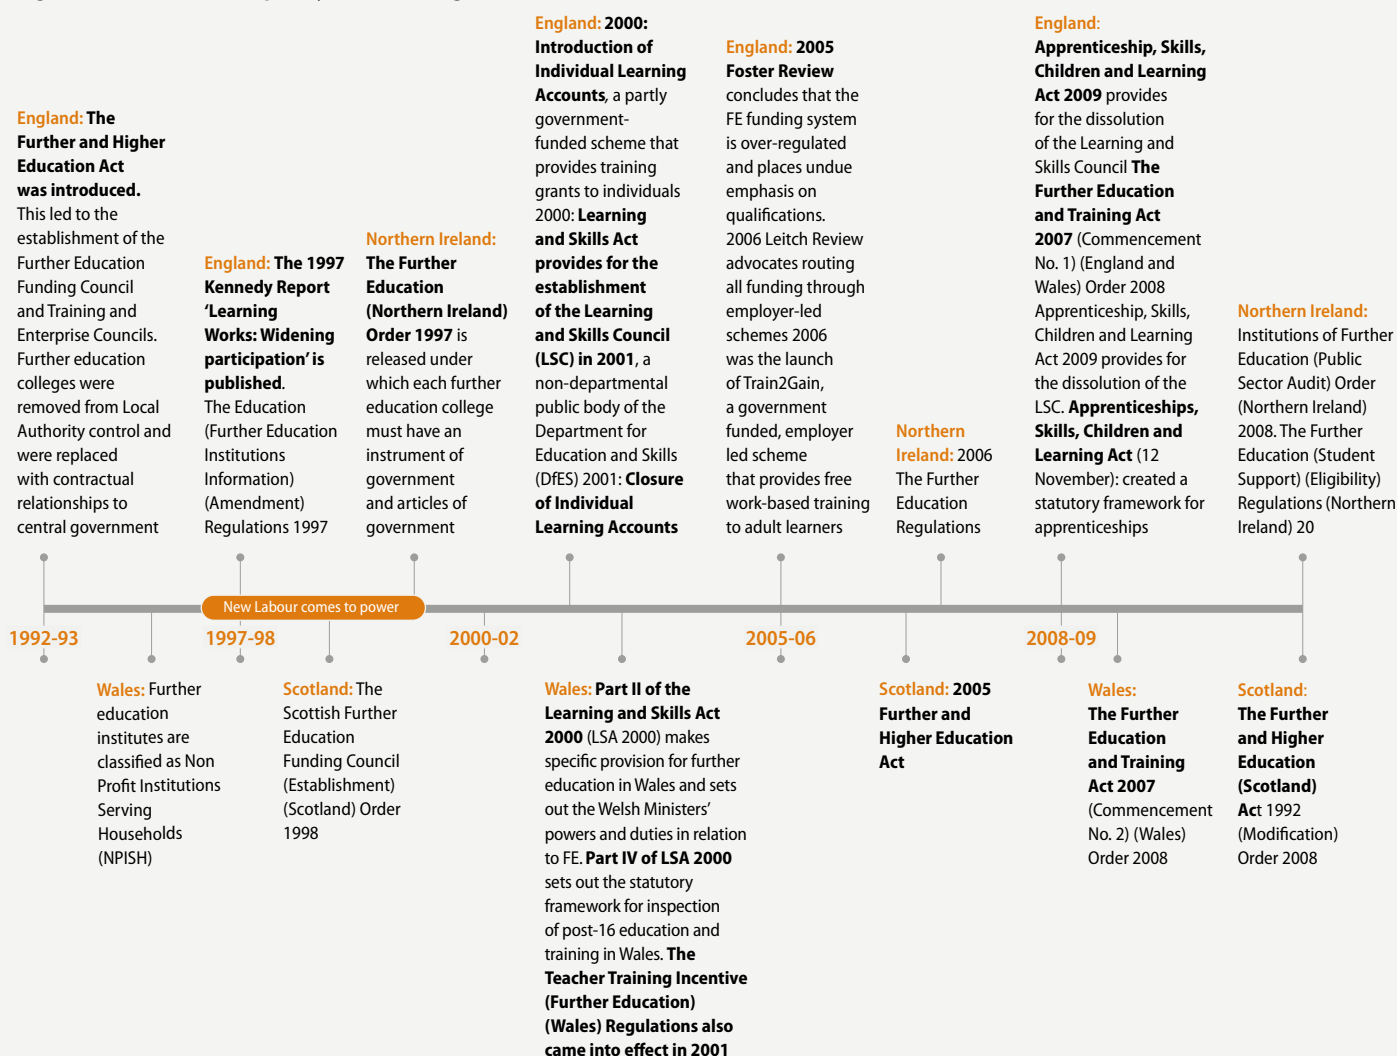 England: The
Further and Higher
Education Act
was introduced.
This led to the
establishment of the
Further Education
Funding Council
and Training and
Enterprise Councils.
Further education
colleges were
removed from Local
Authority control and
were replaced
with contractual
relationships to
central government
England: The 1997
Kennedy Report
‘Learning
Works: Widening
participation’ is
published.
The Education
(Further Education
Institutions
Information)
(Amendment)
Regulations 1997
Northern Ireland:
The Further
Education
(Northern Ireland)
Order 1997 is
released under
which each further
education college
must have an
instrument of
government
and articles of
government
England: 2000:
Introduction of
Individual Learning
Accounts, a partly
government-
funded scheme that
provides training
grants to individuals
2000: Learning
and Skills Act
provides for the
establishment
of the Learning
and Skills Council
(LSC) in 2001, a
non-departmental
public body of the
Department for
Education and Skills
(DfES) 2001: Closure
of Individual
Learning Accounts
England: 2005
Foster Review
concludes that the
FE funding system
is over-regulated
and places undue
emphasis on
qualifications.
2006 Leitch Review
advocates routing
all funding through
employer-led
schemes 2006
was the launch
of Train2Gain,
a government
funded, employer
led scheme
that provides free
work-based training
to adult learners
Northern
Ireland: 2006
The Further
Education
Regulations
England:
Apprenticeship, Skills,
Children and Learning
Act 2009 provides
for the dissolution
of the Learning and
Skills Council The
Further Education
and Training Act
2007 (Commencement
No. 1) (England and
Wales) Order 2008
Apprenticeship, Skills,
Children and Learning
Act 2009 provides for
the dissolution of the
LSC. Apprenticeships,
Skills, Children and
Learning Act (12
November): created a
statutory framework for
apprenticeships
Northern Ireland:
Institutions of Further
Education (Public
Sector Audit) Order
(Northern Ireland)
2008. The Further
Education (Student
Support) (Eligibility)
Regulations (Northern
Ireland) 20
New Labour comes to power
1992-93
1997-98
2000-02
2005-06
2008-09
Wales: Further
education
institutes are
classified as Non
Profit Institutions
Serving
Households
(NPISH)
Scotland: The
Scottish Further
Education
Funding Council
(Establishment)
(Scotland) Order
1998
Wales: Part II of the
Learning and Skills Act
2000 (LSA 2000) makes
specific provision for further
education in Wales and sets
out the Welsh Ministers’
powers and duties in relation
to FE. Part IV of LSA 2000
sets out the statutory
framework for inspection
of post-16 education and
training in Wales. The
Teacher Training Incentive
(Further Education)
(Wales) Regulations also
came into effect in 2001
Scotland: 2005
Further and
Higher Education
Act
Wales:
The Further
Education
and Training
Act 2007
(Commencement
No. 2) (Wales)
Order 2008
Scotland:
The Further
and Higher
Education
(Scotland)
Act 1992
(Modification)
Order 2008